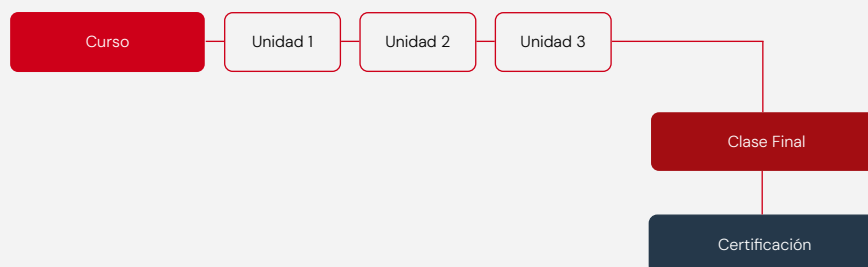 Curso
Unidad 1
Unidad 2
Unidad 3
Clase Final
Certificación